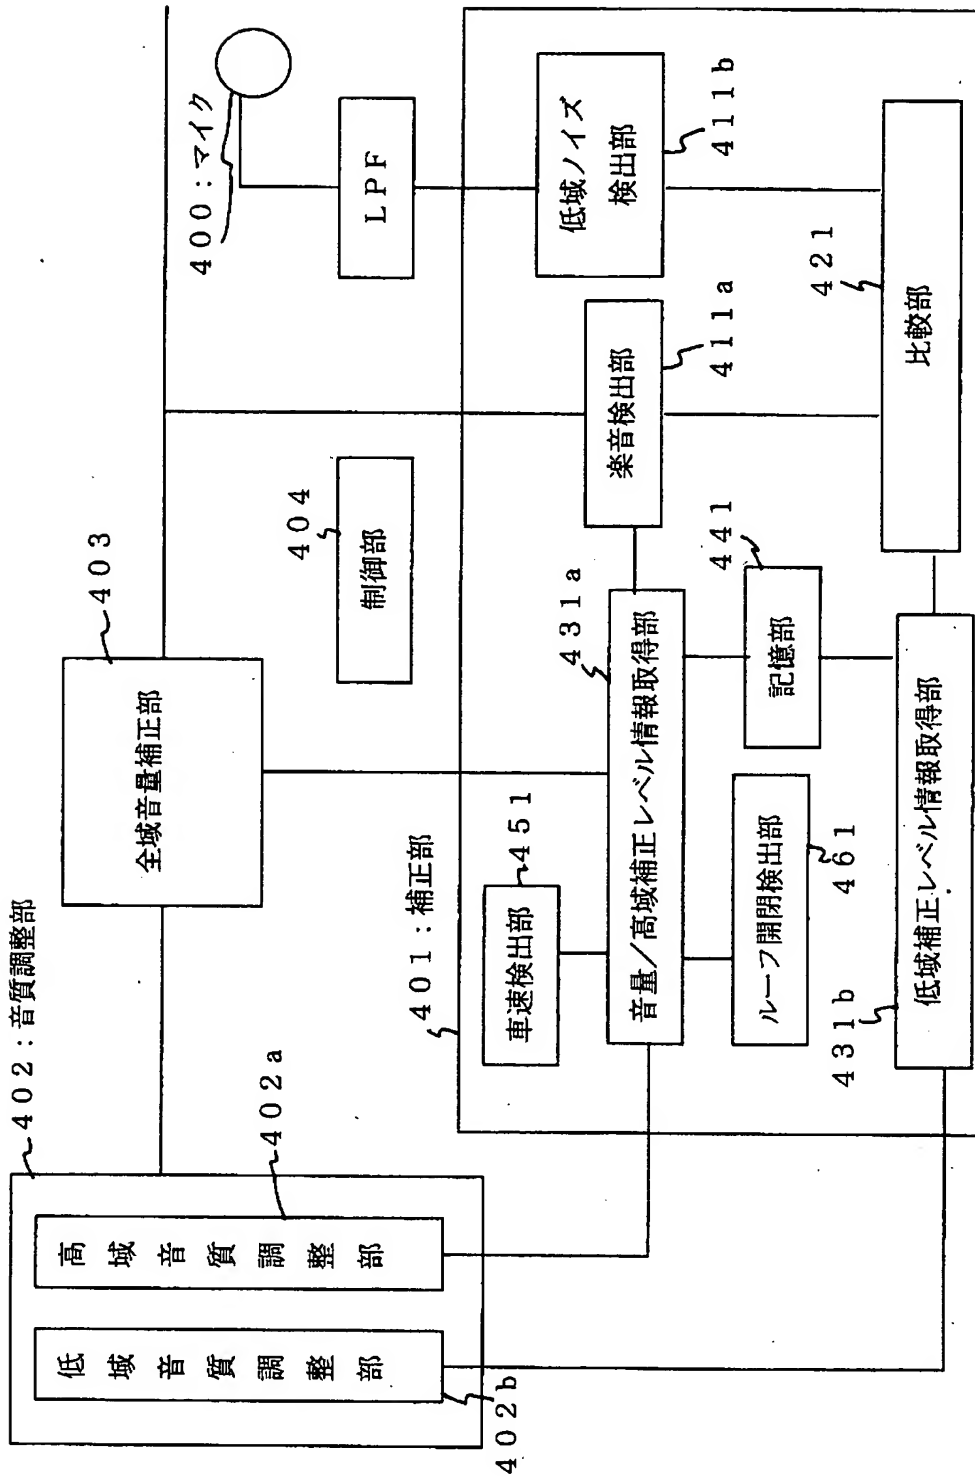 402：音質調整部
高域音質調整部
402a
低域音質調整部
402b
全域音量補正部
403
400：マイク
LPF
制御部
404
401：補正部
車速検出部
451
音量／高域補正レベル情報取得部
431a
楽音検出部
411a
低域ノイズ
検出部
411b
ルーフ開閉検出部
461
記憶部
441
低域補正レベル情報取得部
431b
比較部
421